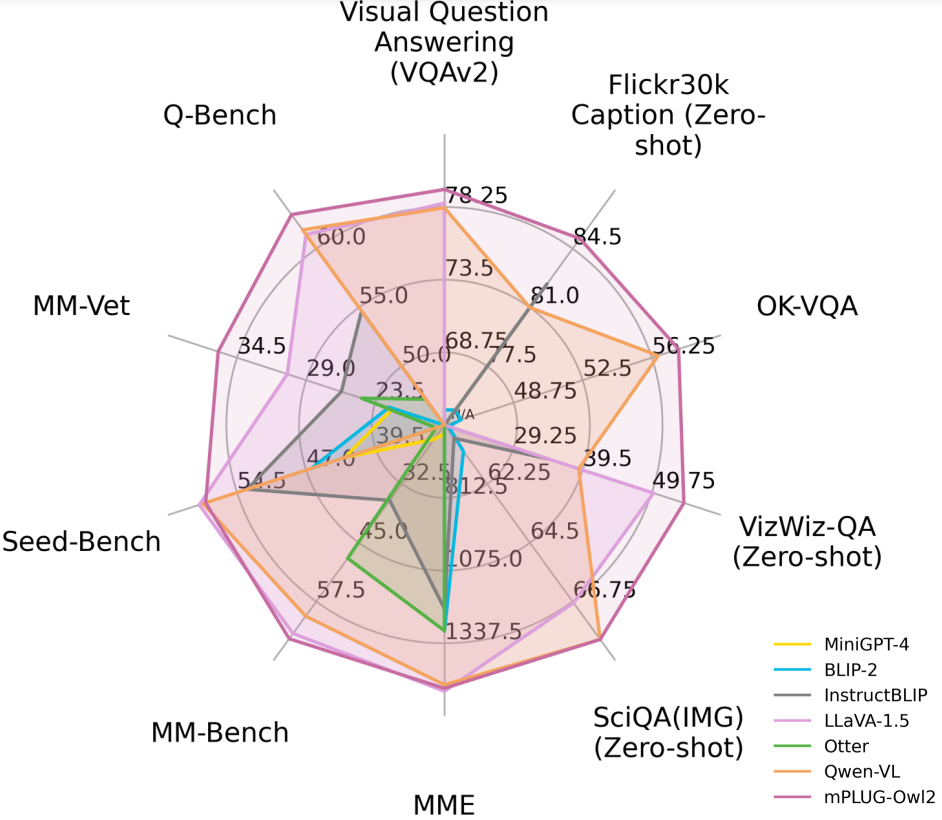 Visual Question
Answering
(VQAv2)
Flickr30k
Caption (Zero-
shot)
Q-Bench
MM-Vet
OK-VQA
78.25
73.5
68.75
84.5
81.0
77.5
56.25
52.5
48.75
60.0
55.0
50.0
34.5
29.0
23.5
N/A
49.75
39.5
29.25
54.5
47.0
39.5
66.75
64.5
62.25
57.5
45.0
32.5
812.5
1075.0
1337.5
Seed-Bench
VizWiz-QA
(Zero-shot)
MM-Bench
SciQA(IMG)
(Zero-shot)
MME
MiniGPT-4
BLIP-2
InstructBLIP
LLaVA-1.5
Otter
Qwen-VL
mPLUG-Owl2